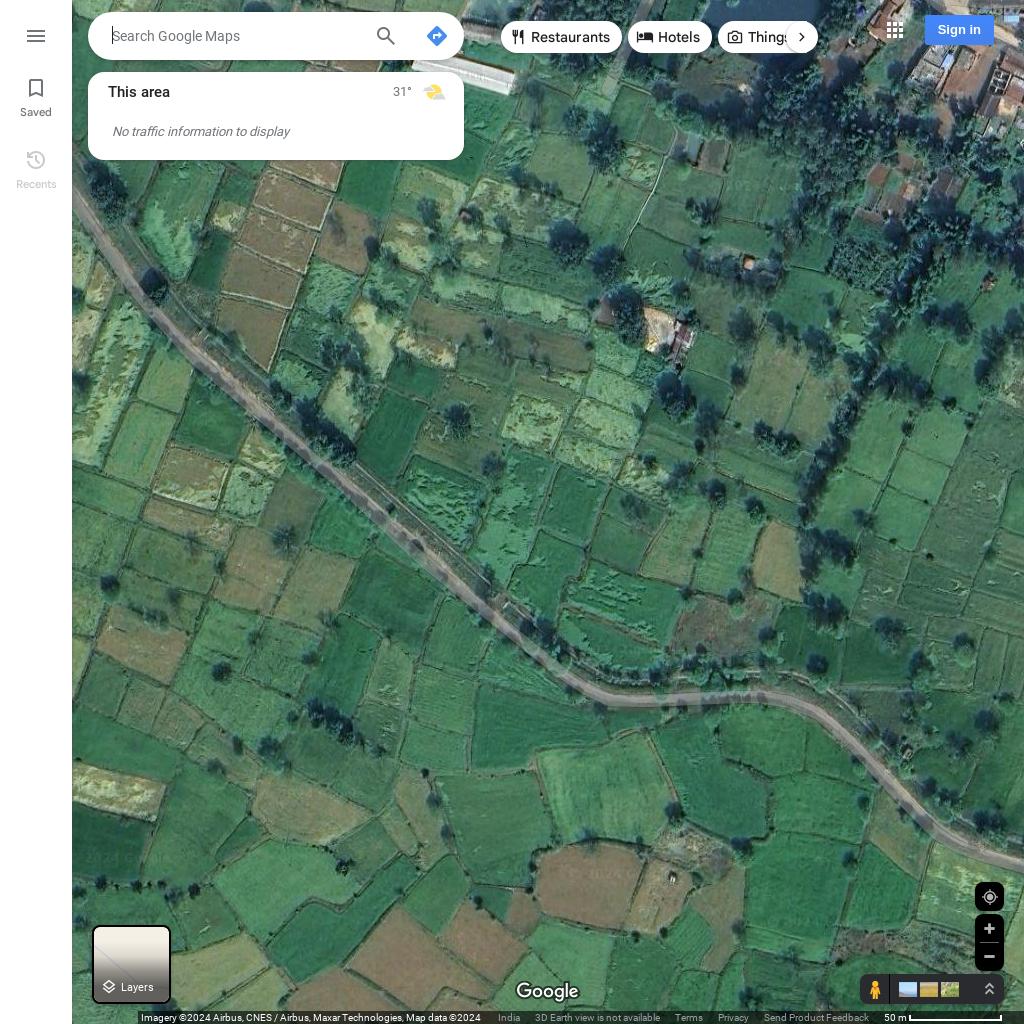 Search Google Maps
Restaurants
Hotels
Things
Sign in
This area
31°
No traffic information to display
Saved
Recents
Layers
Google
Imagery ©2024 Airbus, CNES / Airbus, Maxar Technologies, Map data ©2024 India 3D Earth view is not available Terms Privacy Send Product Feedback 50 m